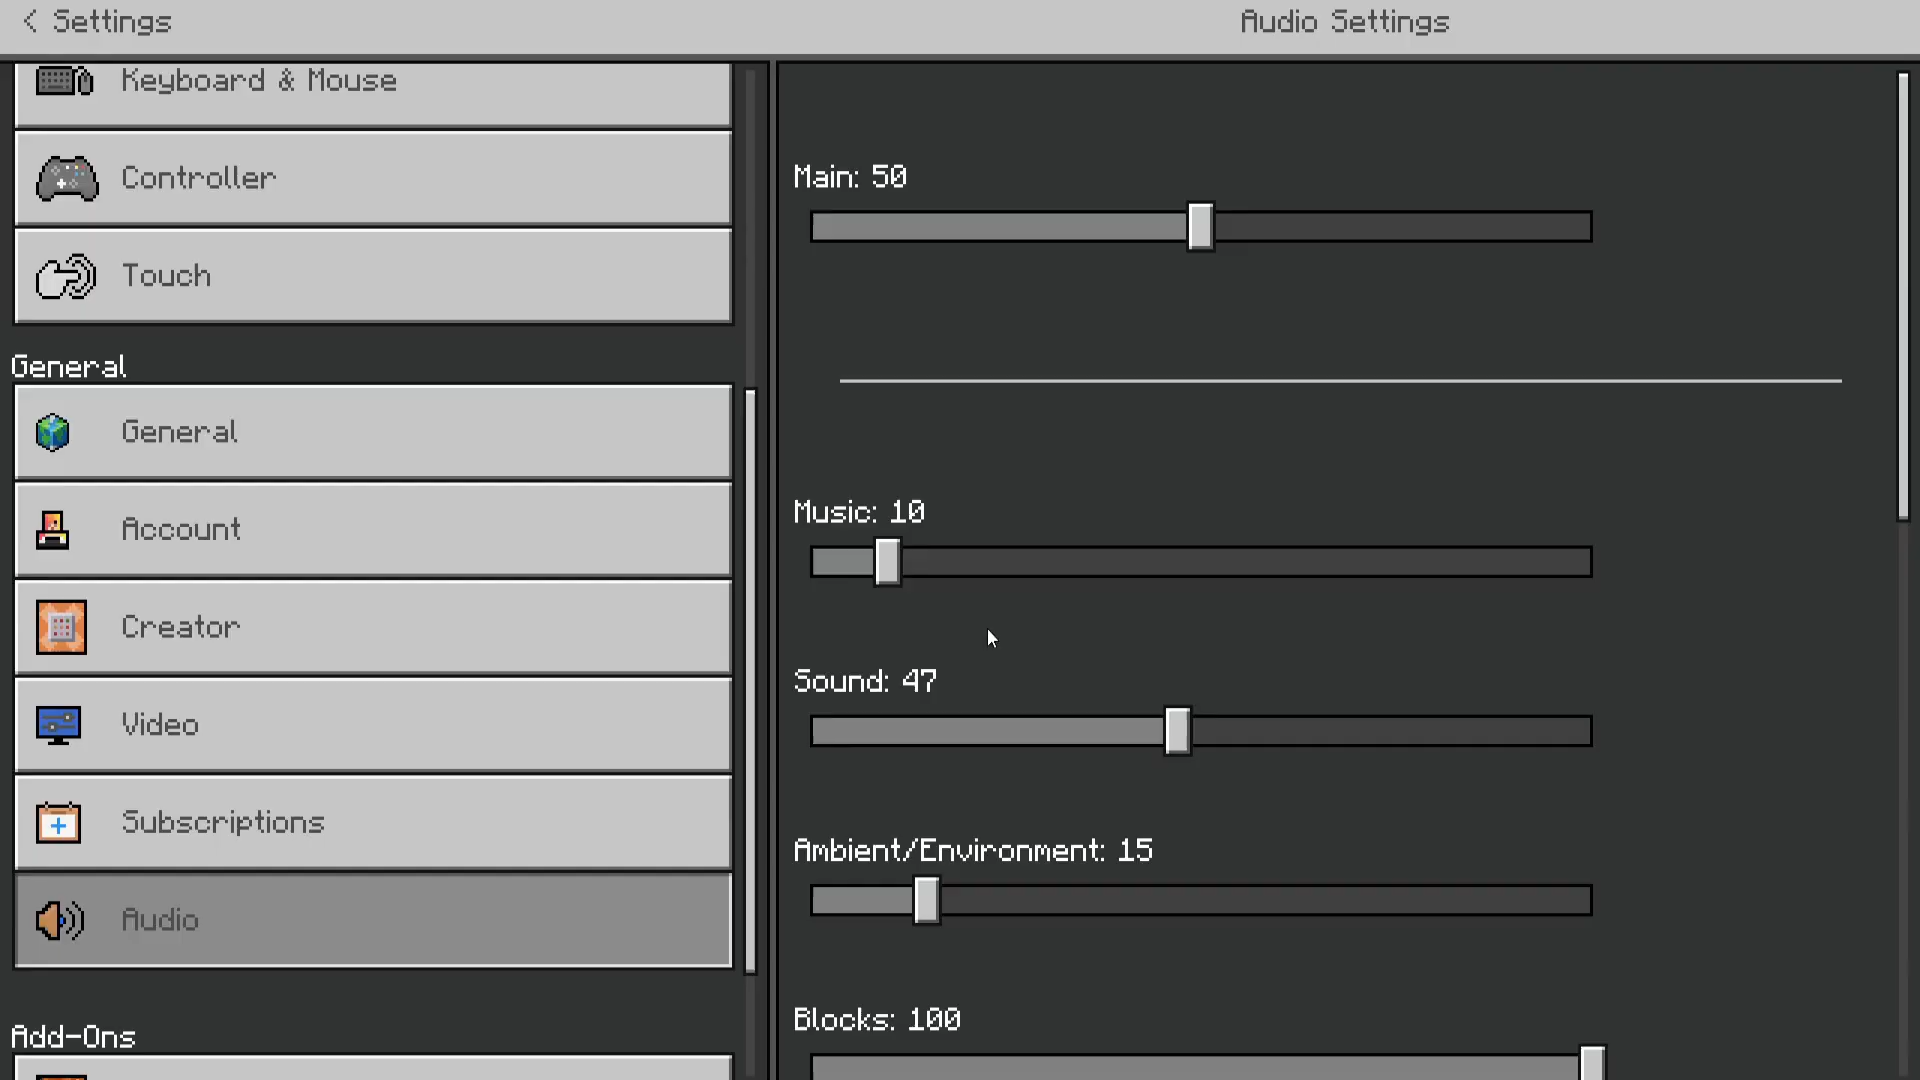 < Settings
Audio Settings
Keyboard & Mouse
Controller
Touch
General
General
Account
Creator
Video
Subscriptions
Audio
Add-Ons
Main: 50
Music: 10
Sound: 47
Ambient/Environment: 15
Blocks: 100